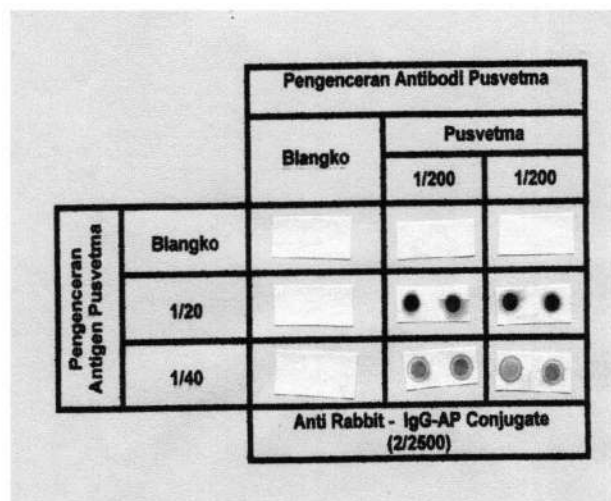 Pengenceran Antibodi Pusvetma
Blangko
Pusvetma
1/200
1/200
Pengenceran
Antigen Pusvetma
Blangko
1/20
1/40
Anti Rabbit - IgG-AP Conjugate
(2/2500)